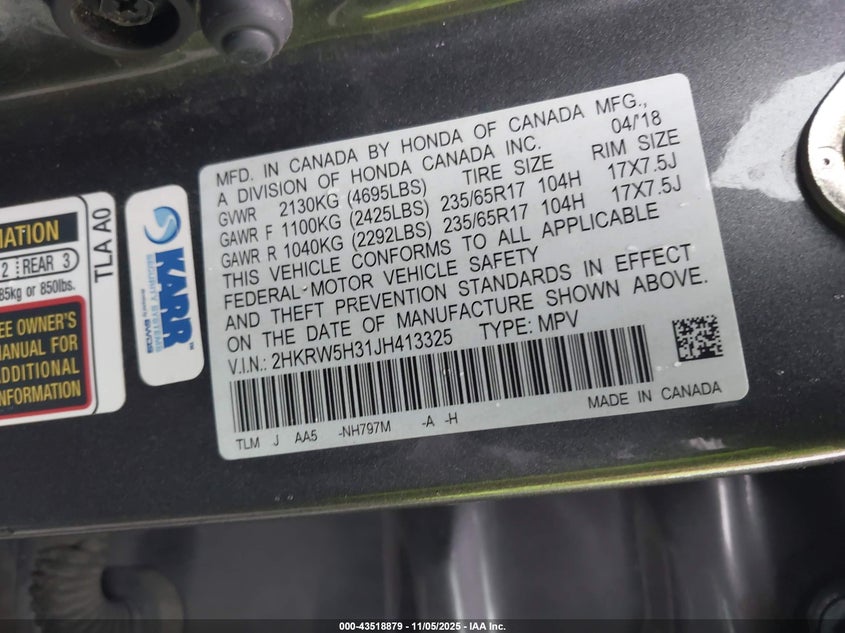 MFD. IN CANADA BY HONDA OF CANADA MFG.,
A DIVISION OF HONDA CANADA INC. 04/'18
GVWR 2130KG (4695LBS) TIRE SIZE RIM SIZE
GAWR F 1100KG (2425LBS) 235/65R17 104H 17X7.5J
GAWR R 1040KG (2292LBS) 235/65R17 104H 17X7.5J
THIS VEHICLE CONFORMS TO ALL APPLICABLE
FEDERAL MOTOR VEHICLE SAFETY
AND THEFT PREVENTION STANDARDS IN EFFECT
ON THE DATE OF MANUFACTURE SHOWN ABOVE.
V.I.N.: 2HKRW5H31JH413325 TYPE: MPV
TLM J AA5 -NH797M -A -H
MADE IN CANADA
KARR
SECURITY SYSTEMS
MATION
2 REAR 3
85kg or 850lbs.
TLA A0
EE OWNER'S
MANUAL FOR
ADDITIONAL
INFORMATION
000-43518879 - 11/05/2025 - IAA Inc.